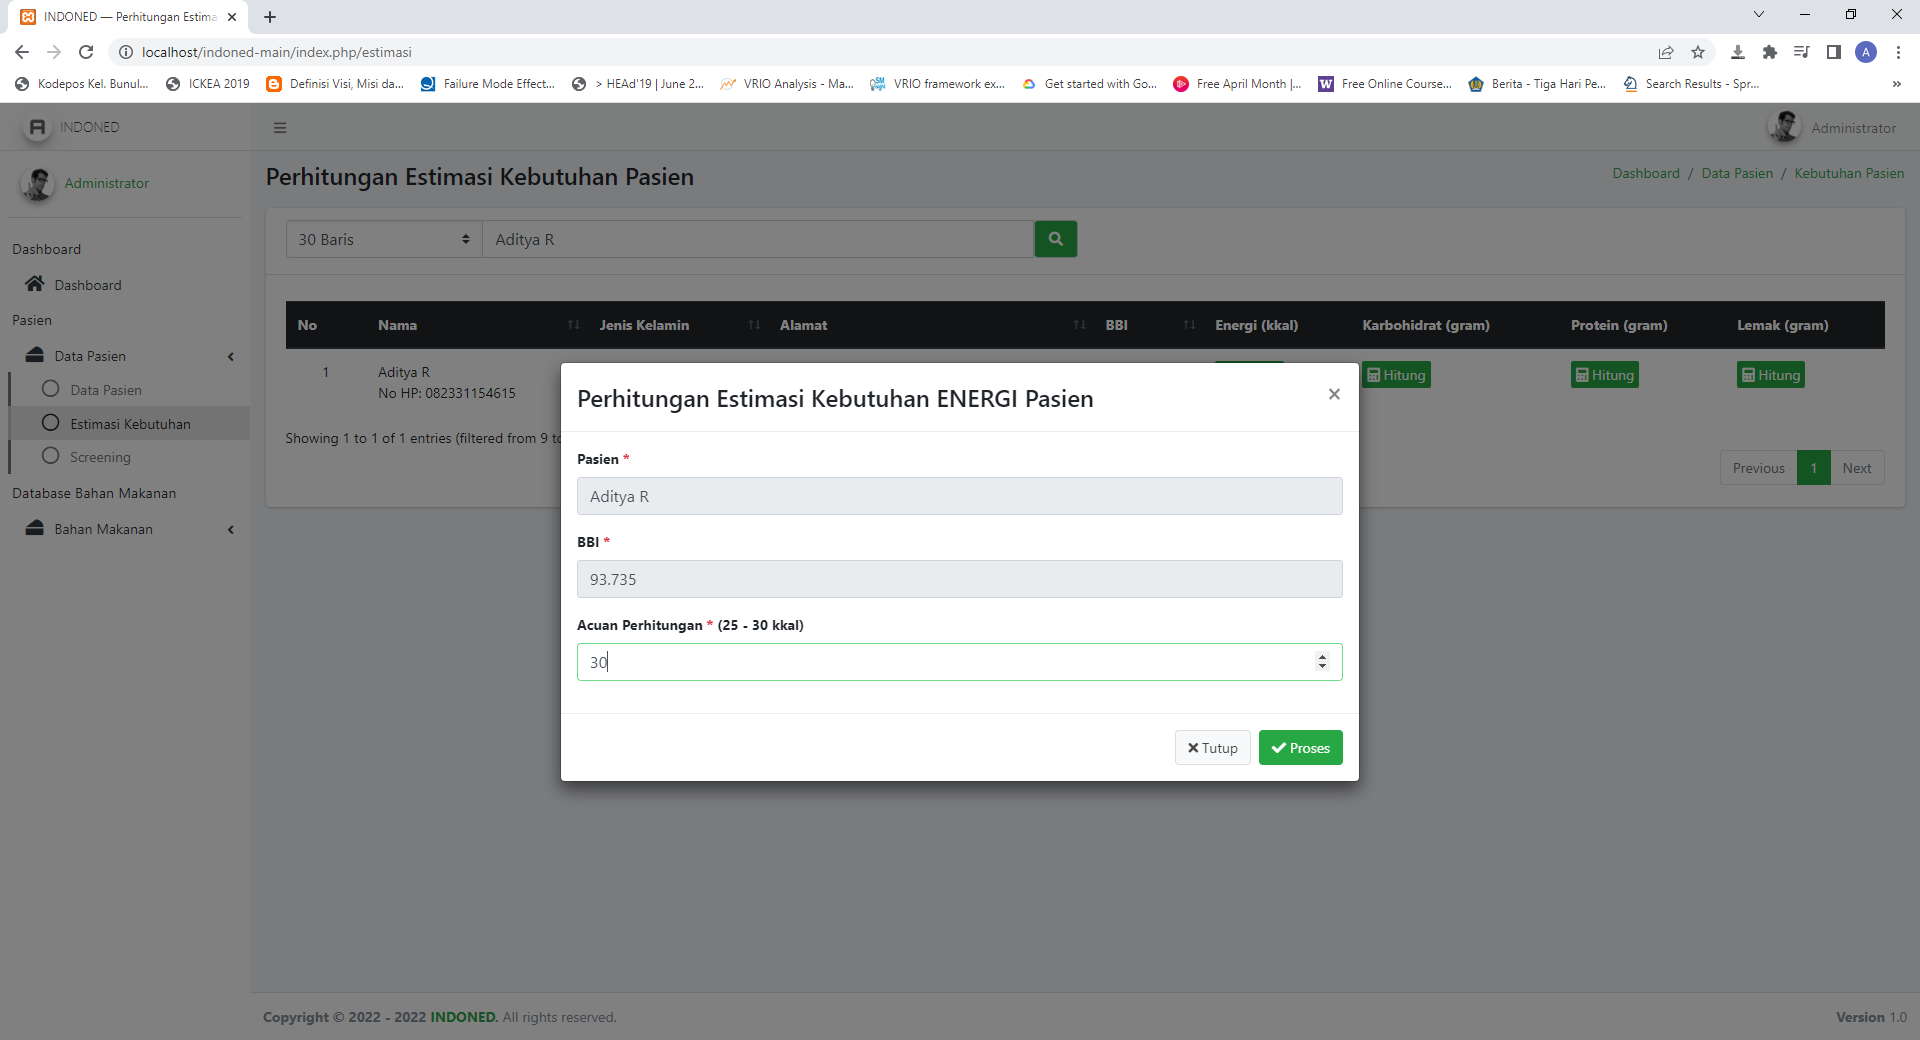 INDONED — Perhitungan Estima
localhost/indoned-main/index.php/estimasi
A
Kodepos Kel. Bunul...
ICKEA 2019
Definisi Visi, Misi da...
Failure Mode Effect...
> HEAd'19 | June 2...
VRIO Analysis - Ma...
VRIO framework ex...
Get started with Go...
Free April Month |...
Free Online Course...
Berita - Tiga Hari Pe...
Search Results - Spr...
»
INDONED
Administrator
Administrator
Dashboard
Dashboard
Pasien
Data Pasien
Data Pasien
Estimasi Kebutuhan
Screening
Database Bahan Makanan
Bahan Makanan
Perhitungan Estimasi Kebutuhan Pasien
Dashboard / Data Pasien / Kebutuhan Pasien
30 Baris
Aditya R
No Nama Jenis Kelamin Alamat BBI Energi (kkal) Karbohidrat (gram) Protein (gram) Lemak (gram)
1 Aditya R Hitung Hitung Hitung
No HP: 082331154615
Showing 1 to 1 of 1 entries (filtered from 9 to
Previous 1 Next
Perhitungan Estimasi Kebutuhan ENERGI Pasien
×
Pasien *
Aditya R
BBI *
93.735
Acuan Perhitungan * (25 - 30 kkal)
30
Tutup
Proses
Copyright © 2022 - 2022 INDONED. All rights reserved.
Version 1.0